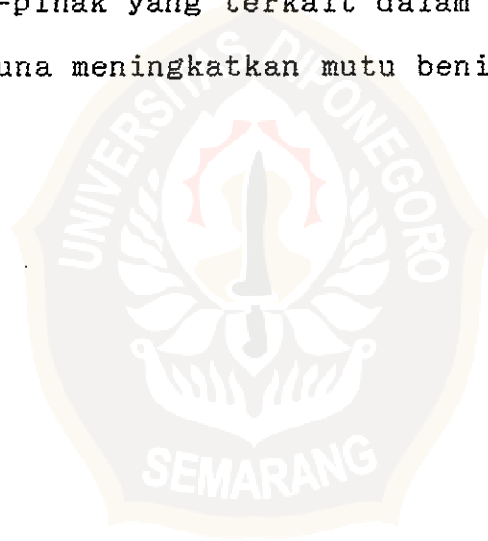 -pihak yang terkait dalam
una meningkatkan mutu beni
UNIVERSITAS DIPONEGORO
SEMARANG